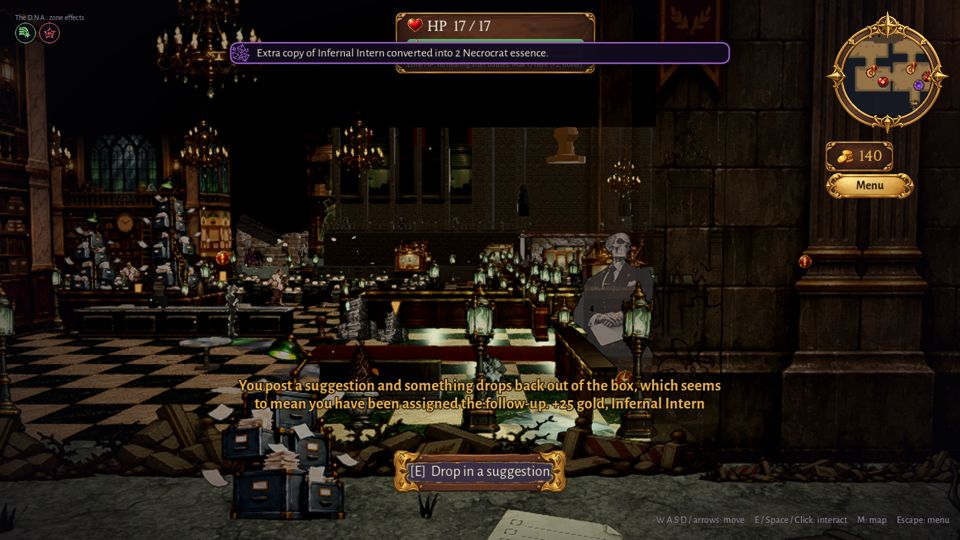 The D.N.A. zone effects
HP 17 / 17
Extra copy of Infernal Intern converted into 2 Necrocrat essence.
140
Menu
You post a suggestion and something drops back out of the box, which seems
to mean you have been assigned the follow-up. +25 gold, Infernal Intern
[E] Drop in a suggestion
W A S D / arrows: move E / Space / Click: interact M: map Escape: menu